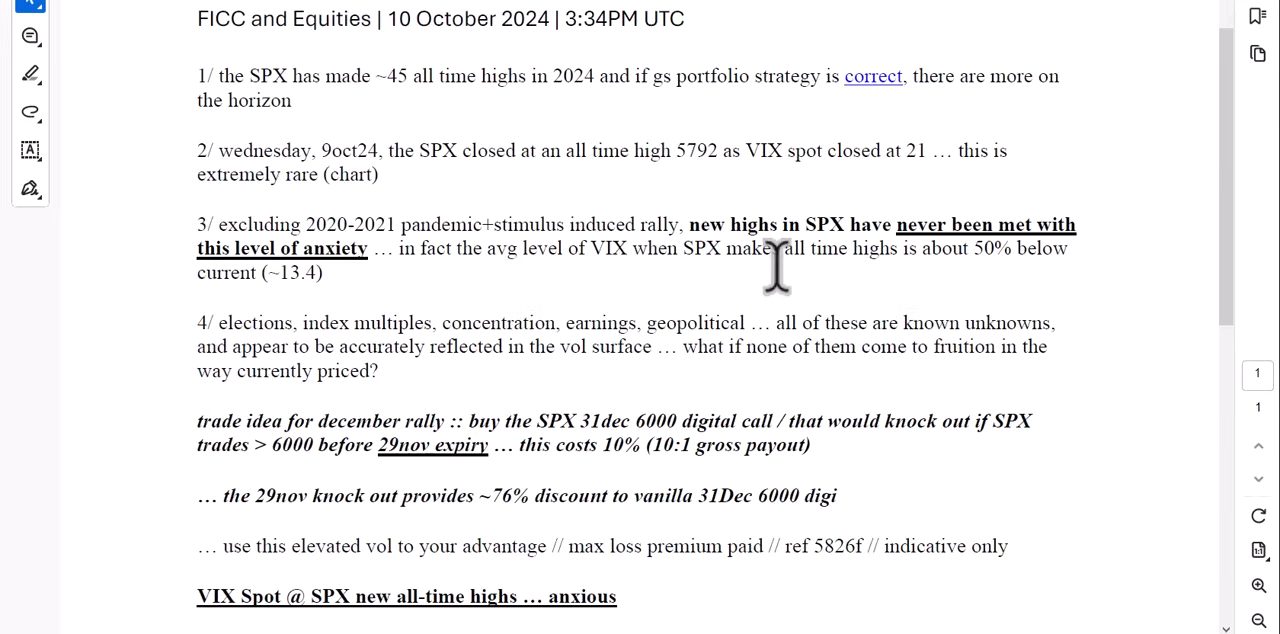 FICC and Equities | 10 October 2024 | 3:34PM UTC
1/ the SPX has made ~45 all time highs in 2024 and if gs portfolio strategy is correct, there are more on
the horizon
2/ wednesday, 9oct24, the SPX closed at an all time high 5792 as VIX spot closed at 21 … this is
extremely rare (chart)
3/ excluding 2020-2021 pandemic+stimulus induced rally, new highs in SPX have never been met with
this level of anxiety … in fact the avg level of VIX when SPX makes all time highs is about 50% below
current (~13.4)
4/ elections, index multiples, concentration, earnings, geopolitical … all of these are known unknowns,
and appear to be accurately reflected in the vol surface … what if none of them come to fruition in the
way currently priced?
trade idea for december rally :: buy the SPX 31dec 6000 digital call / that would knock out if SPX
trades > 6000 before 29nov expiry … this costs 10% (10:1 gross payout)
… the 29nov knock out provides ~76% discount to vanilla 31Dec 6000 digi
… use this elevated vol to your advantage // max loss premium paid // ref 5826f // indicative only
VIX Spot @ SPX new all-time highs … anxious
1
1